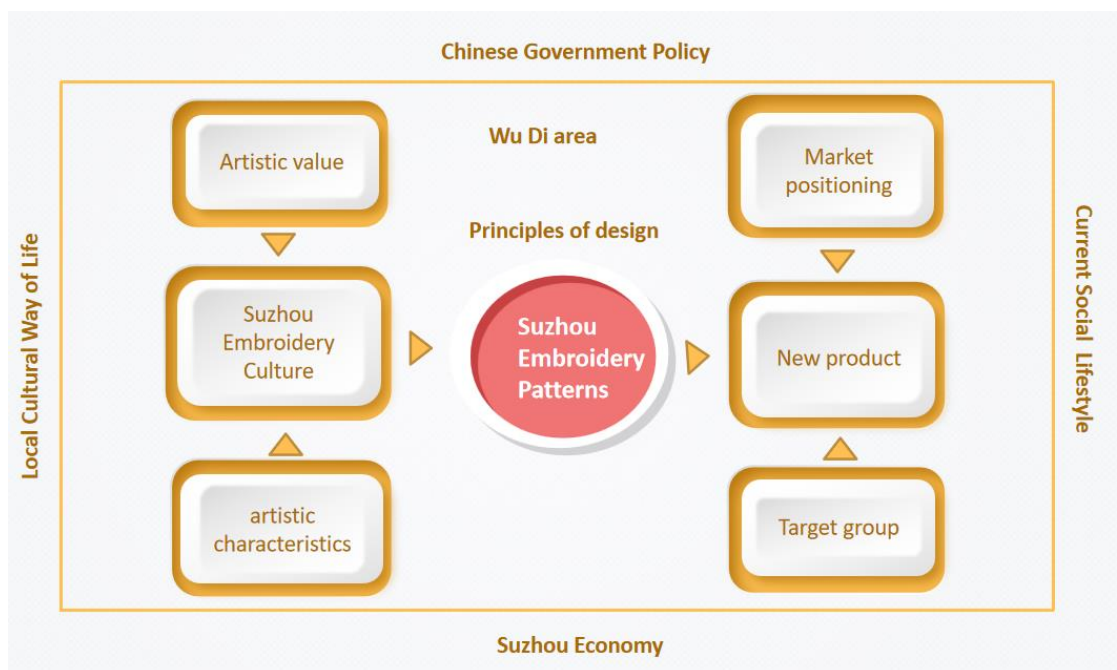 Chinese Government Policy
Local Cultural Way of Life
Artistic value
Suzhou
Embroidery
Culture
artistic
characteristics
Wu Di area
Principles of design
Suzhou
Embroidery
Patterns
Market
positioning
New product
Target group
Current Social Lifestyle
Suzhou Economy